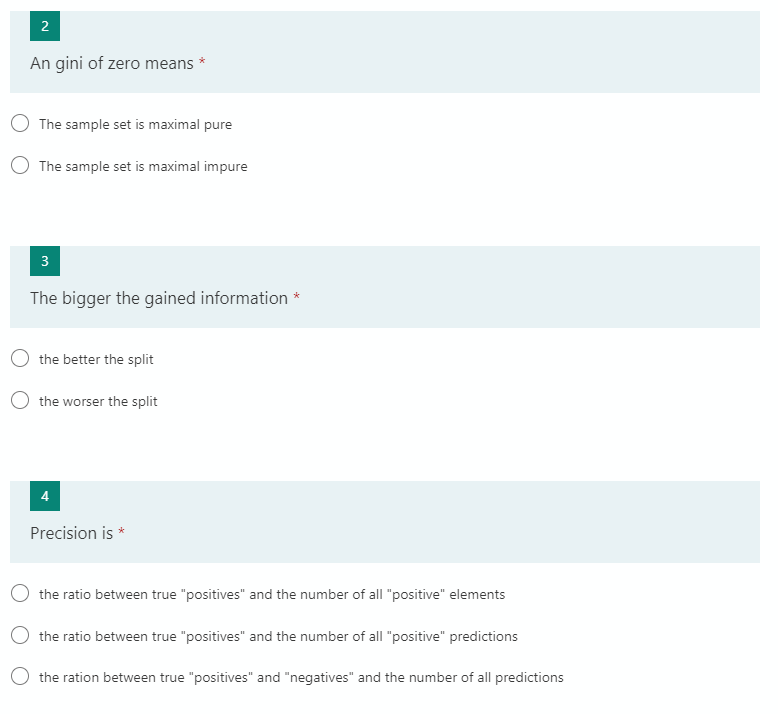 2
An gini of zero means *
The sample set is maximal pure
The sample set is maximal impure
3
The bigger the gained information *
the better the split
the worser the split
4
Precision is *
the ratio between true "positives" and the number of all "positive" elements
the ratio between true "positives" and the number of all "positive" predictions
the ration between true "positives" and "negatives" and the number of all predictions